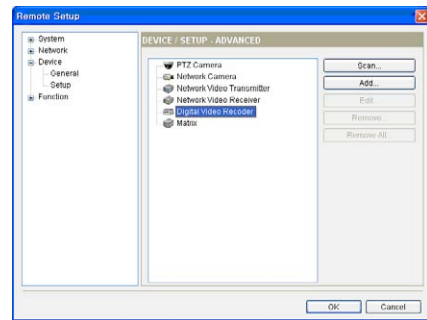 Remote Setup
System
Network
Device
General
Setup
Function
DEVICE / SETUP - ADVANCED
PTZ Camera
Network Camera
Network Video Transmitter
Network Video Receiver
Digital Video Recoder
Matrix
Scan...
Add...
Edit...
Remove...
Remove All...
OK
Cancel